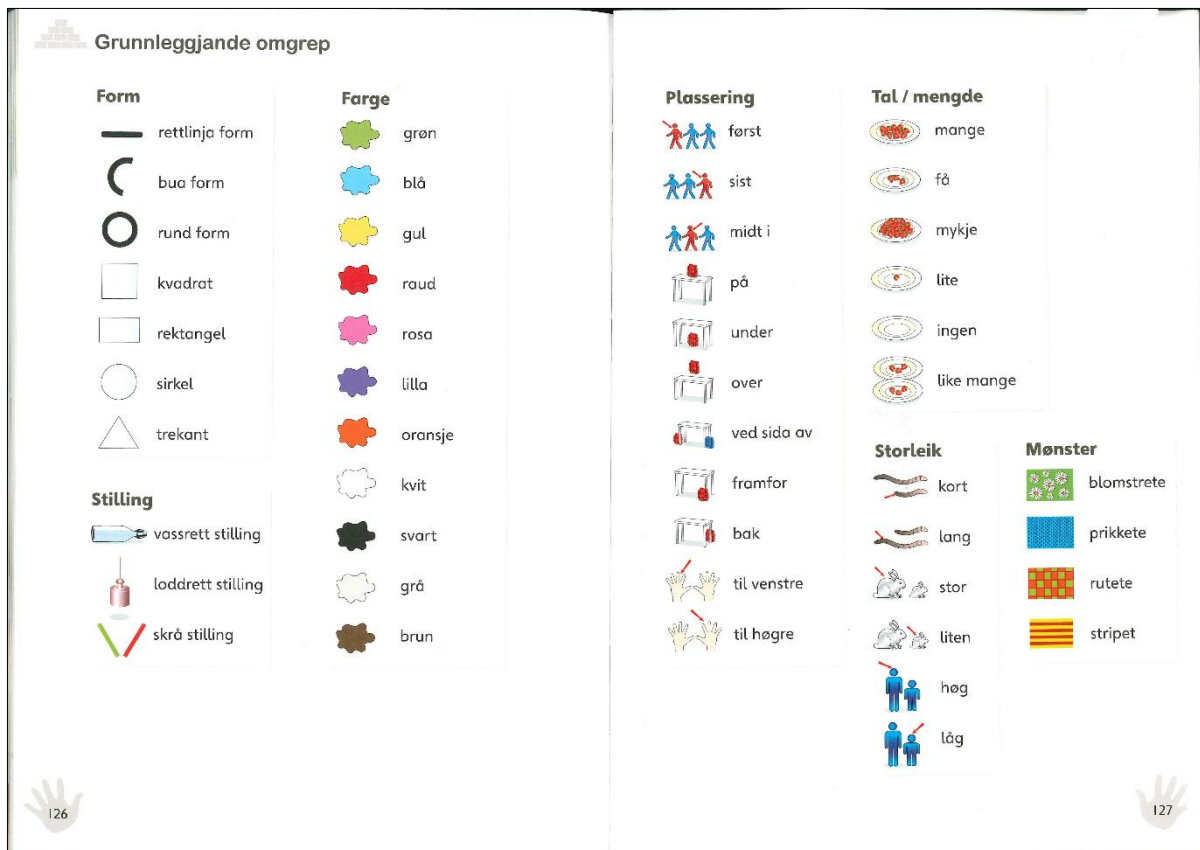 Grunnleggjande omgrep
Form
rettlinja form
bua form
rund form
kvadrat
rektangel
sirkel
trekant
Stilling
vassrett stilling
loddrett stilling
skrå stilling
Farge
grøn
blå
gul
raud
rosa
lilla
oransje
kvit
svart
grå
brun
126
Plassering
først
sist
midt i
på
under
over
ved sida av
framfor
bak
til venstre
til høgre
Tal / mengde
mange
få
mykje
lite
ingen
like mange
Storleik
kort
lang
stor
liten
høg
låg
Mønster
blomstrete
prikkete
rutete
stripet
127